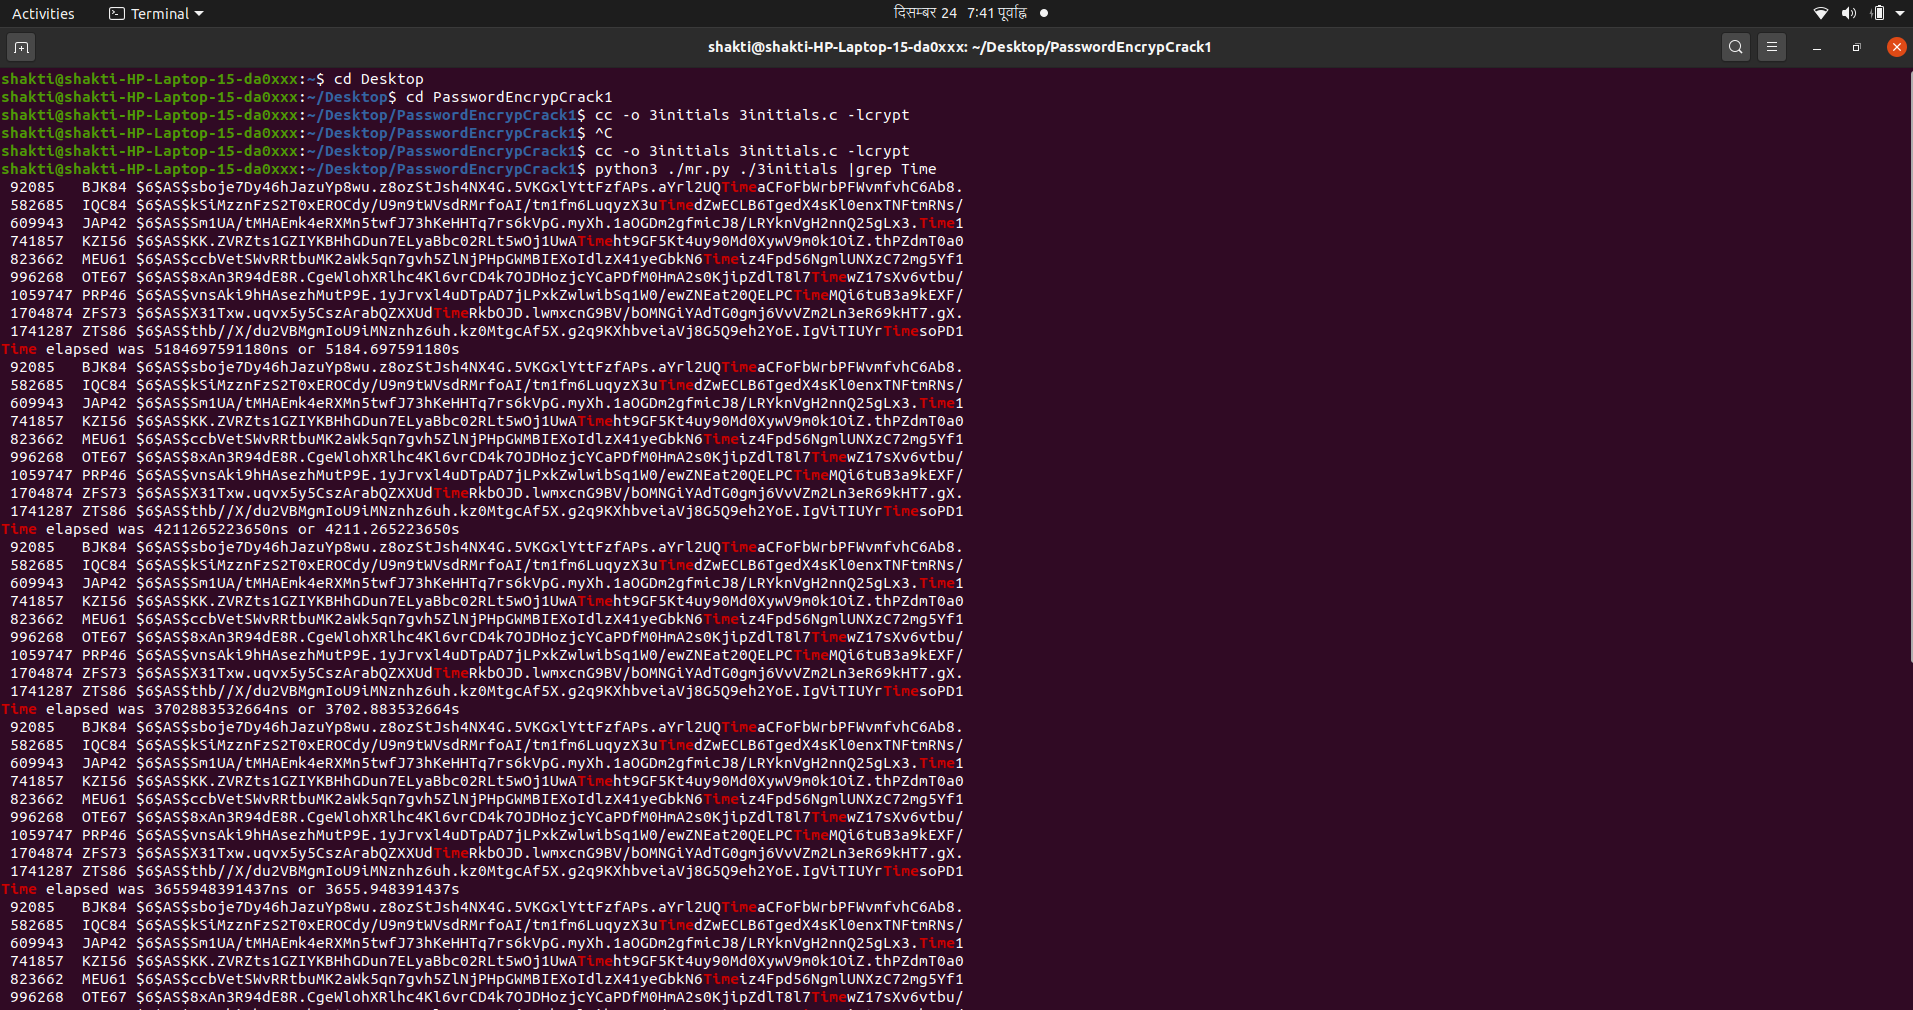 Activities Terminal दिसम्बर 24 7:41 पूर्वाह्न
shakti@shakti-HP-Laptop-15-da0xxx: ~/Desktop/PasswordEncrypCrack1
shakti@shakti-HP-Laptop-15-da0xxx:~$ cd Desktop
shakti@shakti-HP-Laptop-15-da0xxx:~/Desktop$ cd PasswordEncrypCrack1
shakti@shakti-HP-Laptop-15-da0xxx:~/Desktop/PasswordEncrypCrack1$ cc -o 3initials 3initials.c -lcrypt
shakti@shakti-HP-Laptop-15-da0xxx:~/Desktop/PasswordEncrypCrack1$ ^C
shakti@shakti-HP-Laptop-15-da0xxx:~/Desktop/PasswordEncrypCrack1$ cc -o 3initials 3initials.c -lcrypt
shakti@shakti-HP-Laptop-15-da0xxx:~/Desktop/PasswordEncrypCrack1$ python3 ./mr.py ./3initials |grep Time
92085 BJK84 $6$AS$sboje7Dy46hJazuYp8wu.z8ozStJsh4NX4G.5VKGxlYttFzfAPs.aYrl2UQTimeaCFoFbWrbPFWvmfvhC6Ab8.
582685 IQC84 $6$AS$kSiMzznFzS2T0xEROCdy/U9m9tWVsdRMrfoAI/tm1fm6LuqyzX3uTimedZwECLB6TgedX4sKl0enxTNFtmRNs/
609943 JAP42 $6$AS$Sm1UA/tMHAEmk4eRXMn5twfJ73hKeHHTq7rs6kVpG.myXh.1aOGDm2gfmicJ8/LRYknVgH2nnQ25gLx3.Time1
741857 KZI56 $6$AS$KK.ZVRZts1GZIYKBHhGDun7ELyaBbc02RLt5wOj1UwATimeht9GF5Kt4uy90Md0XywV9m0k1OiZ.thPZdmT0a0
823662 MEU61 $6$AS$ccbVetSWvRRtbuMK2aWk5qn7gvh5ZlNjPHpGWMBIEXoIdlzX41yeGbkN6Timeiz4Fpd56NgmlUNXzC72mg5Yf1
996268 OTE67 $6$AS$8xAn3R94dE8R.CgeWlohXRlhc4Kl6vrCD4k7OJDHozjcYCaPDfM0HmA2s0KjipZdlT8l7TimewZ17sXv6vtbu/
1059747 PRP46 $6$AS$vnsAki9hHAsezhMutP9E.1yJrvxl4uDTpAD7jLPxkZwlwibSq1W0/ewZNEat20QELPCTimeMQi6tuB3a9kEXF/
1704874 ZFS73 $6$AS$X31Txw.uqvx5y5CszArabQZXXUdTimeRkbOJD.lwmxcnG9BV/bOMNGiYAdTG0gmj6VvVZm2Ln3eR69kHT7.gX.
1741287 ZTS86 $6$AS$thb//X/du2VBMgmIoU9iMNznhz6uh.kz0MtgcAf5X.g2q9KXhbveiaVj8G5Q9eh2YoE.IgViTIUYrTimesoPD1
Time elapsed was 5184697591180ns or 5184.697591180s
92085 BJK84 $6$AS$sboje7Dy46hJazuYp8wu.z8ozStJsh4NX4G.5VKGxlYttFzfAPs.aYrl2UQTimeaCFoFbWrbPFWvmfvhC6Ab8.
582685 IQC84 $6$AS$kSiMzznFzS2T0xEROCdy/U9m9tWVsdRMrfoAI/tm1fm6LuqyzX3uTimedZwECLB6TgedX4sKl0enxTNFtmRNs/
609943 JAP42 $6$AS$Sm1UA/tMHAEmk4eRXMn5twfJ73hKeHHTq7rs6kVpG.myXh.1aOGDm2gfmicJ8/LRYknVgH2nnQ25gLx3.Time1
741857 KZI56 $6$AS$KK.ZVRZts1GZIYKBHhGDun7ELyaBbc02RLt5wOj1UwATimeht9GF5Kt4uy90Md0XywV9m0k1OiZ.thPZdmT0a0
823662 MEU61 $6$AS$ccbVetSWvRRtbuMK2aWk5qn7gvh5ZlNjPHpGWMBIEXoIdlzX41yeGbkN6Timeiz4Fpd56NgmlUNXzC72mg5Yf1
996268 OTE67 $6$AS$8xAn3R94dE8R.CgeWlohXRlhc4Kl6vrCD4k7OJDHozjcYCaPDfM0HmA2s0KjipZdlT8l7TimewZ17sXv6vtbu/
1059747 PRP46 $6$AS$vnsAki9hHAsezhMutP9E.1yJrvxl4uDTpAD7jLPxkZwlwibSq1W0/ewZNEat20QELPCTimeMQi6tuB3a9kEXF/
1704874 ZFS73 $6$AS$X31Txw.uqvx5y5CszArabQZXXUdTimeRkbOJD.lwmxcnG9BV/bOMNGiYAdTG0gmj6VvVZm2Ln3eR69kHT7.gX.
1741287 ZTS86 $6$AS$thb//X/du2VBMgmIoU9iMNznhz6uh.kz0MtgcAf5X.g2q9KXhbveiaVj8G5Q9eh2YoE.IgViTIUYrTimesoPD1
Time elapsed was 4211265223650ns or 4211.265223650s
92085 BJK84 $6$AS$sboje7Dy46hJazuYp8wu.z8ozStJsh4NX4G.5VKGxlYttFzfAPs.aYrl2UQTimeaCFoFbWrbPFWvmfvhC6Ab8.
582685 IQC84 $6$AS$kSiMzznFzS2T0xEROCdy/U9m9tWVsdRMrfoAI/tm1fm6LuqyzX3uTimedZwECLB6TgedX4sKl0enxTNFtmRNs/
609943 JAP42 $6$AS$Sm1UA/tMHAEmk4eRXMn5twfJ73hKeHHTq7rs6kVpG.myXh.1aOGDm2gfmicJ8/LRYknVgH2nnQ25gLx3.Time1
741857 KZI56 $6$AS$KK.ZVRZts1GZIYKBHhGDun7ELyaBbc02RLt5wOj1UwATimeht9GF5Kt4uy90Md0XywV9m0k1OiZ.thPZdmT0a0
823662 MEU61 $6$AS$ccbVetSWvRRtbuMK2aWk5qn7gvh5ZlNjPHpGWMBIEXoIdlzX41yeGbkN6Timeiz4Fpd56NgmlUNXzC72mg5Yf1
996268 OTE67 $6$AS$8xAn3R94dE8R.CgeWlohXRlhc4Kl6vrCD4k7OJDHozjcYCaPDfM0HmA2s0KjipZdlT8l7TimewZ17sXv6vtbu/
1059747 PRP46 $6$AS$vnsAki9hHAsezhMutP9E.1yJrvxl4uDTpAD7jLPxkZwlwibSq1W0/ewZNEat20QELPCTimeMQi6tuB3a9kEXF/
1704874 ZFS73 $6$AS$X31Txw.uqvx5y5CszArabQZXXUdTimeRkbOJD.lwmxcnG9BV/bOMNGiYAdTG0gmj6VvVZm2Ln3eR69kHT7.gX.
1741287 ZTS86 $6$AS$thb//X/du2VBMgmIoU9iMNznhz6uh.kz0MtgcAf5X.g2q9KXhbveiaVj8G5Q9eh2YoE.IgViTIUYrTimesoPD1
Time elapsed was 3702883532664ns or 3702.883532664s
92085 BJK84 $6$AS$sboje7Dy46hJazuYp8wu.z8ozStJsh4NX4G.5VKGxlYttFzfAPs.aYrl2UQTimeaCFoFbWrbPFWvmfvhC6Ab8.
582685 IQC84 $6$AS$kSiMzznFzS2T0xEROCdy/U9m9tWVsdRMrfoAI/tm1fm6LuqyzX3uTimedZwECLB6TgedX4sKl0enxTNFtmRNs/
609943 JAP42 $6$AS$Sm1UA/tMHAEmk4eRXMn5twfJ73hKeHHTq7rs6kVpG.myXh.1aOGDm2gfmicJ8/LRYknVgH2nnQ25gLx3.Time1
741857 KZI56 $6$AS$KK.ZVRZts1GZIYKBHhGDun7ELyaBbc02RLt5wOj1UwATimeht9GF5Kt4uy90Md0XywV9m0k1OiZ.thPZdmT0a0
823662 MEU61 $6$AS$ccbVetSWvRRtbuMK2aWk5qn7gvh5ZlNjPHpGWMBIEXoIdlzX41yeGbkN6Timeiz4Fpd56NgmlUNXzC72mg5Yf1
996268 OTE67 $6$AS$8xAn3R94dE8R.CgeWlohXRlhc4Kl6vrCD4k7OJDHozjcYCaPDfM0HmA2s0KjipZdlT8l7TimewZ17sXv6vtbu/
1059747 PRP46 $6$AS$vnsAki9hHAsezhMutP9E.1yJrvxl4uDTpAD7jLPxkZwlwibSq1W0/ewZNEat20QELPCTimeMQi6tuB3a9kEXF/
1704874 ZFS73 $6$AS$X31Txw.uqvx5y5CszArabQZXXUdTimeRkbOJD.lwmxcnG9BV/bOMNGiYAdTG0gmj6VvVZm2Ln3eR69kHT7.gX.
1741287 ZTS86 $6$AS$thb//X/du2VBMgmIoU9iMNznhz6uh.kz0MtgcAf5X.g2q9KXhbveiaVj8G5Q9eh2YoE.IgViTIUYrTimesoPD1
Time elapsed was 3655948391437ns or 3655.948391437s
92085 BJK84 $6$AS$sboje7Dy46hJazuYp8wu.z8ozStJsh4NX4G.5VKGxlYttFzfAPs.aYrl2UQTimeaCFoFbWrbPFWvmfvhC6Ab8.
582685 IQC84 $6$AS$kSiMzznFzS2T0xEROCdy/U9m9tWVsdRMrfoAI/tm1fm6LuqyzX3uTimedZwECLB6TgedX4sKl0enxTNFtmRNs/
609943 JAP42 $6$AS$Sm1UA/tMHAEmk4eRXMn5twfJ73hKeHHTq7rs6kVpG.myXh.1aOGDm2gfmicJ8/LRYknVgH2nnQ25gLx3.Time1
741857 KZI56 $6$AS$KK.ZVRZts1GZIYKBHhGDun7ELyaBbc02RLt5wOj1UwATimeht9GF5Kt4uy90Md0XywV9m0k1OiZ.thPZdmT0a0
823662 MEU61 $6$AS$ccbVetSWvRRtbuMK2aWk5qn7gvh5ZlNjPHpGWMBIEXoIdlzX41yeGbkN6Timeiz4Fpd56NgmlUNXzC72mg5Yf1
996268 OTE67 $6$AS$8xAn3R94dE8R.CgeWlohXRlhc4Kl6vrCD4k7OJDHozjcYCaPDfM0HmA2s0KjipZdlT8l7TimewZ17sXv6vtbu/